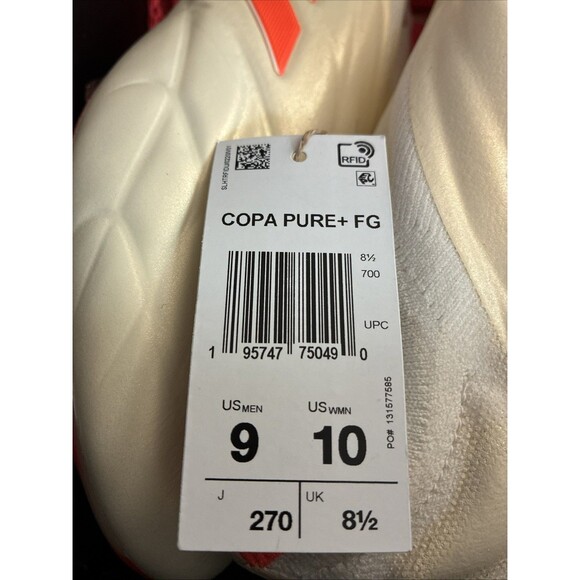 RFID
COPA PURE+ FG
8½
700
UPC
1 95747 75049 0
US MEN US WMN
9 10
PO# 131577585
J UK
270 8½